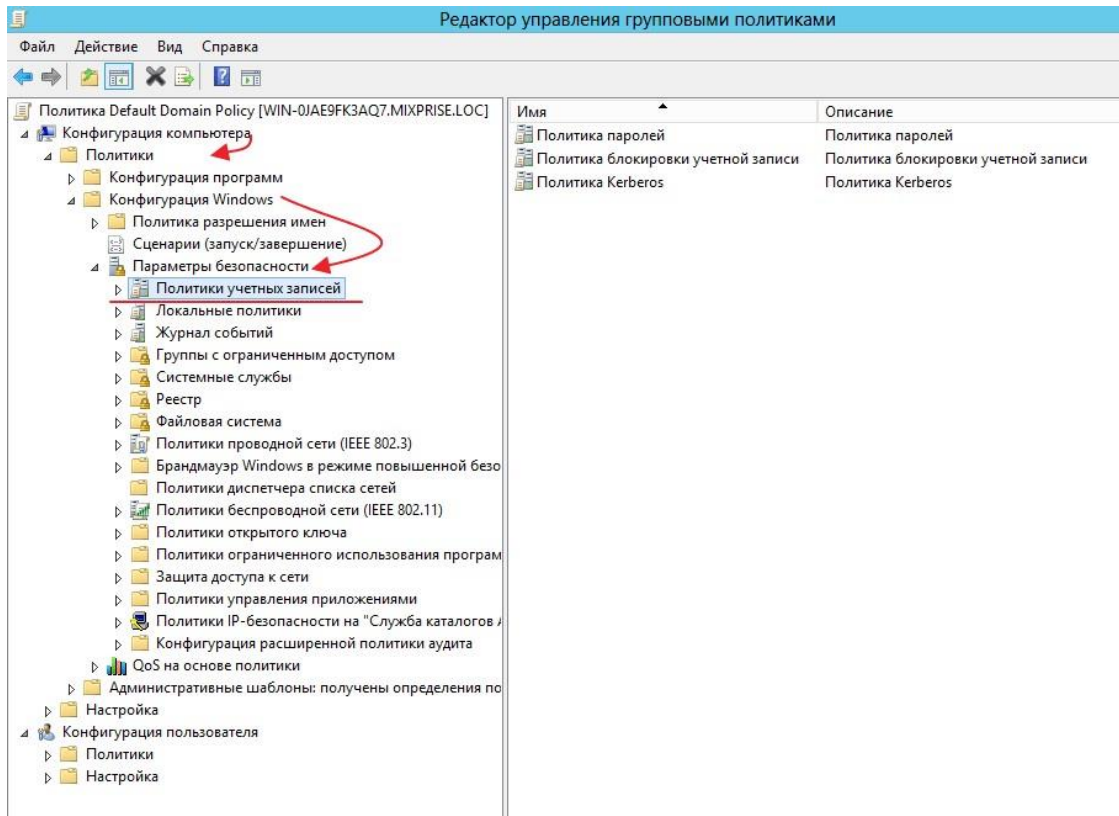 Редактор управления групповыми политиками
Файл Действие Вид Справка
Политика Default Domain Policy [WIN-0JAE9FK3AQ7.MIXPRISE.LOC]
Конфигурация компьютера
Политики
Конфигурация программ
Конфигурация Windows
Политика разрешения имен
Сценарии (запуск/завершение)
Параметры безопасности
Политики учетных записей
Локальные политики
Журнал событий
Группы с ограниченным доступом
Системные службы
Реестр
Файловая система
Политики проводной сети (IEEE 802.3)
Брандмауэр Windows в режиме повышенной безо
Политики диспетчера списка сетей
Политики беспроводной сети (IEEE 802.11)
Политики открытого ключа
Политики ограниченного использования програм
Защита доступа к сети
Политики управления приложениями
Политики IP-безопасности на "Служба каталогов A
Конфигурация расширенной политики аудита
QoS на основе политики
Административные шаблоны: получены определения по
Настройка
Конфигурация пользователя
Политики
Настройка
Имя Описание
Политика паролей Политика паролей
Политика блокировки учетной записи Политика блокировки учетной записи
Политика Kerberos Политика Kerberos